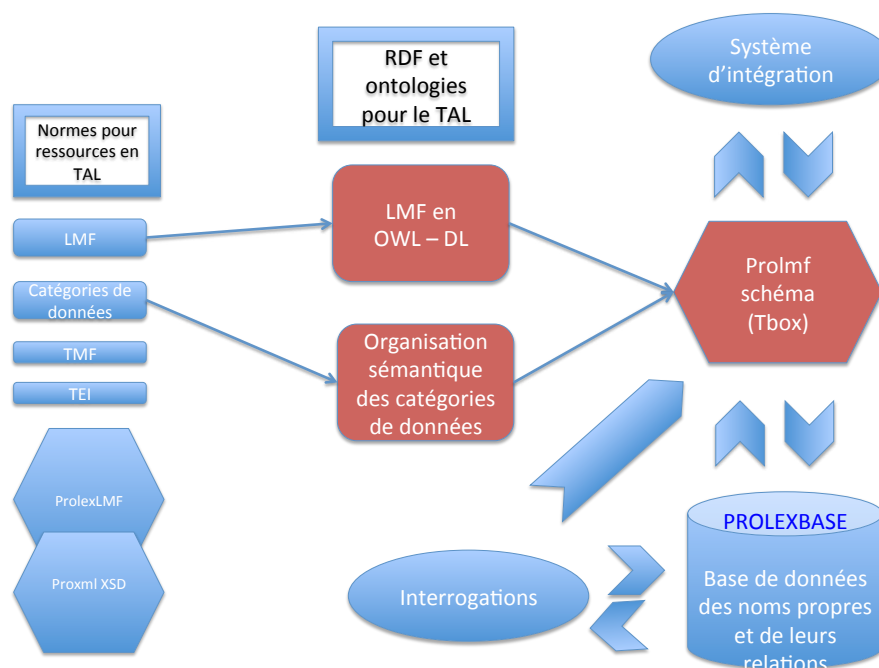 Système
d'intégration
RDF et
ontologies
pour le TAL
Normes pour
ressources en
TAL
LMF
LMF en
OWL – DL
Prolmf
schéma
(Tbox)
Catégories de
données
Organisation
sémantique
des catégories
de données
TMF
TEI
ProlexLMF
Proxml XSD
Interrogations
PROLEXBASE
Base de données
des noms propres
et de leurs
relations